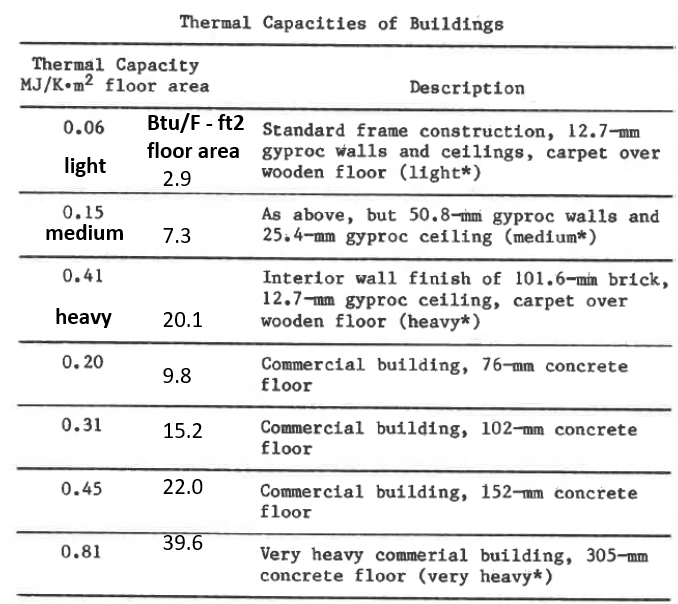 Thermal Capacities of Buildings
Thermal Capacity
MJ/K•m2 floor area
Description
0.06
light
Btu/F - ft2
floor area
2.9
Standard frame construction, 12.7-mm
gyproc walls and ceilings, carpet over
wooden floor (light*)
0.15
medium
7.3
As above, but 50.8-mm gyproc walls and
25.4-mm gyproc ceiling (medium*)
0.41
heavy
20.1
Interior wall finish of 101.6-mm brick,
12.7-mm gyproc ceiling, carpet over
wooden floor (heavy*)
0.20
9.8
Commercial building, 76-mm concrete
floor
0.31
15.2
Commercial building, 102-mm concrete
floor
0.45
22.0
Commercial building, 152-mm concrete
floor
0.81
39.6
Very heavy commerial building, 305-mm
concrete floor (very heavy*)